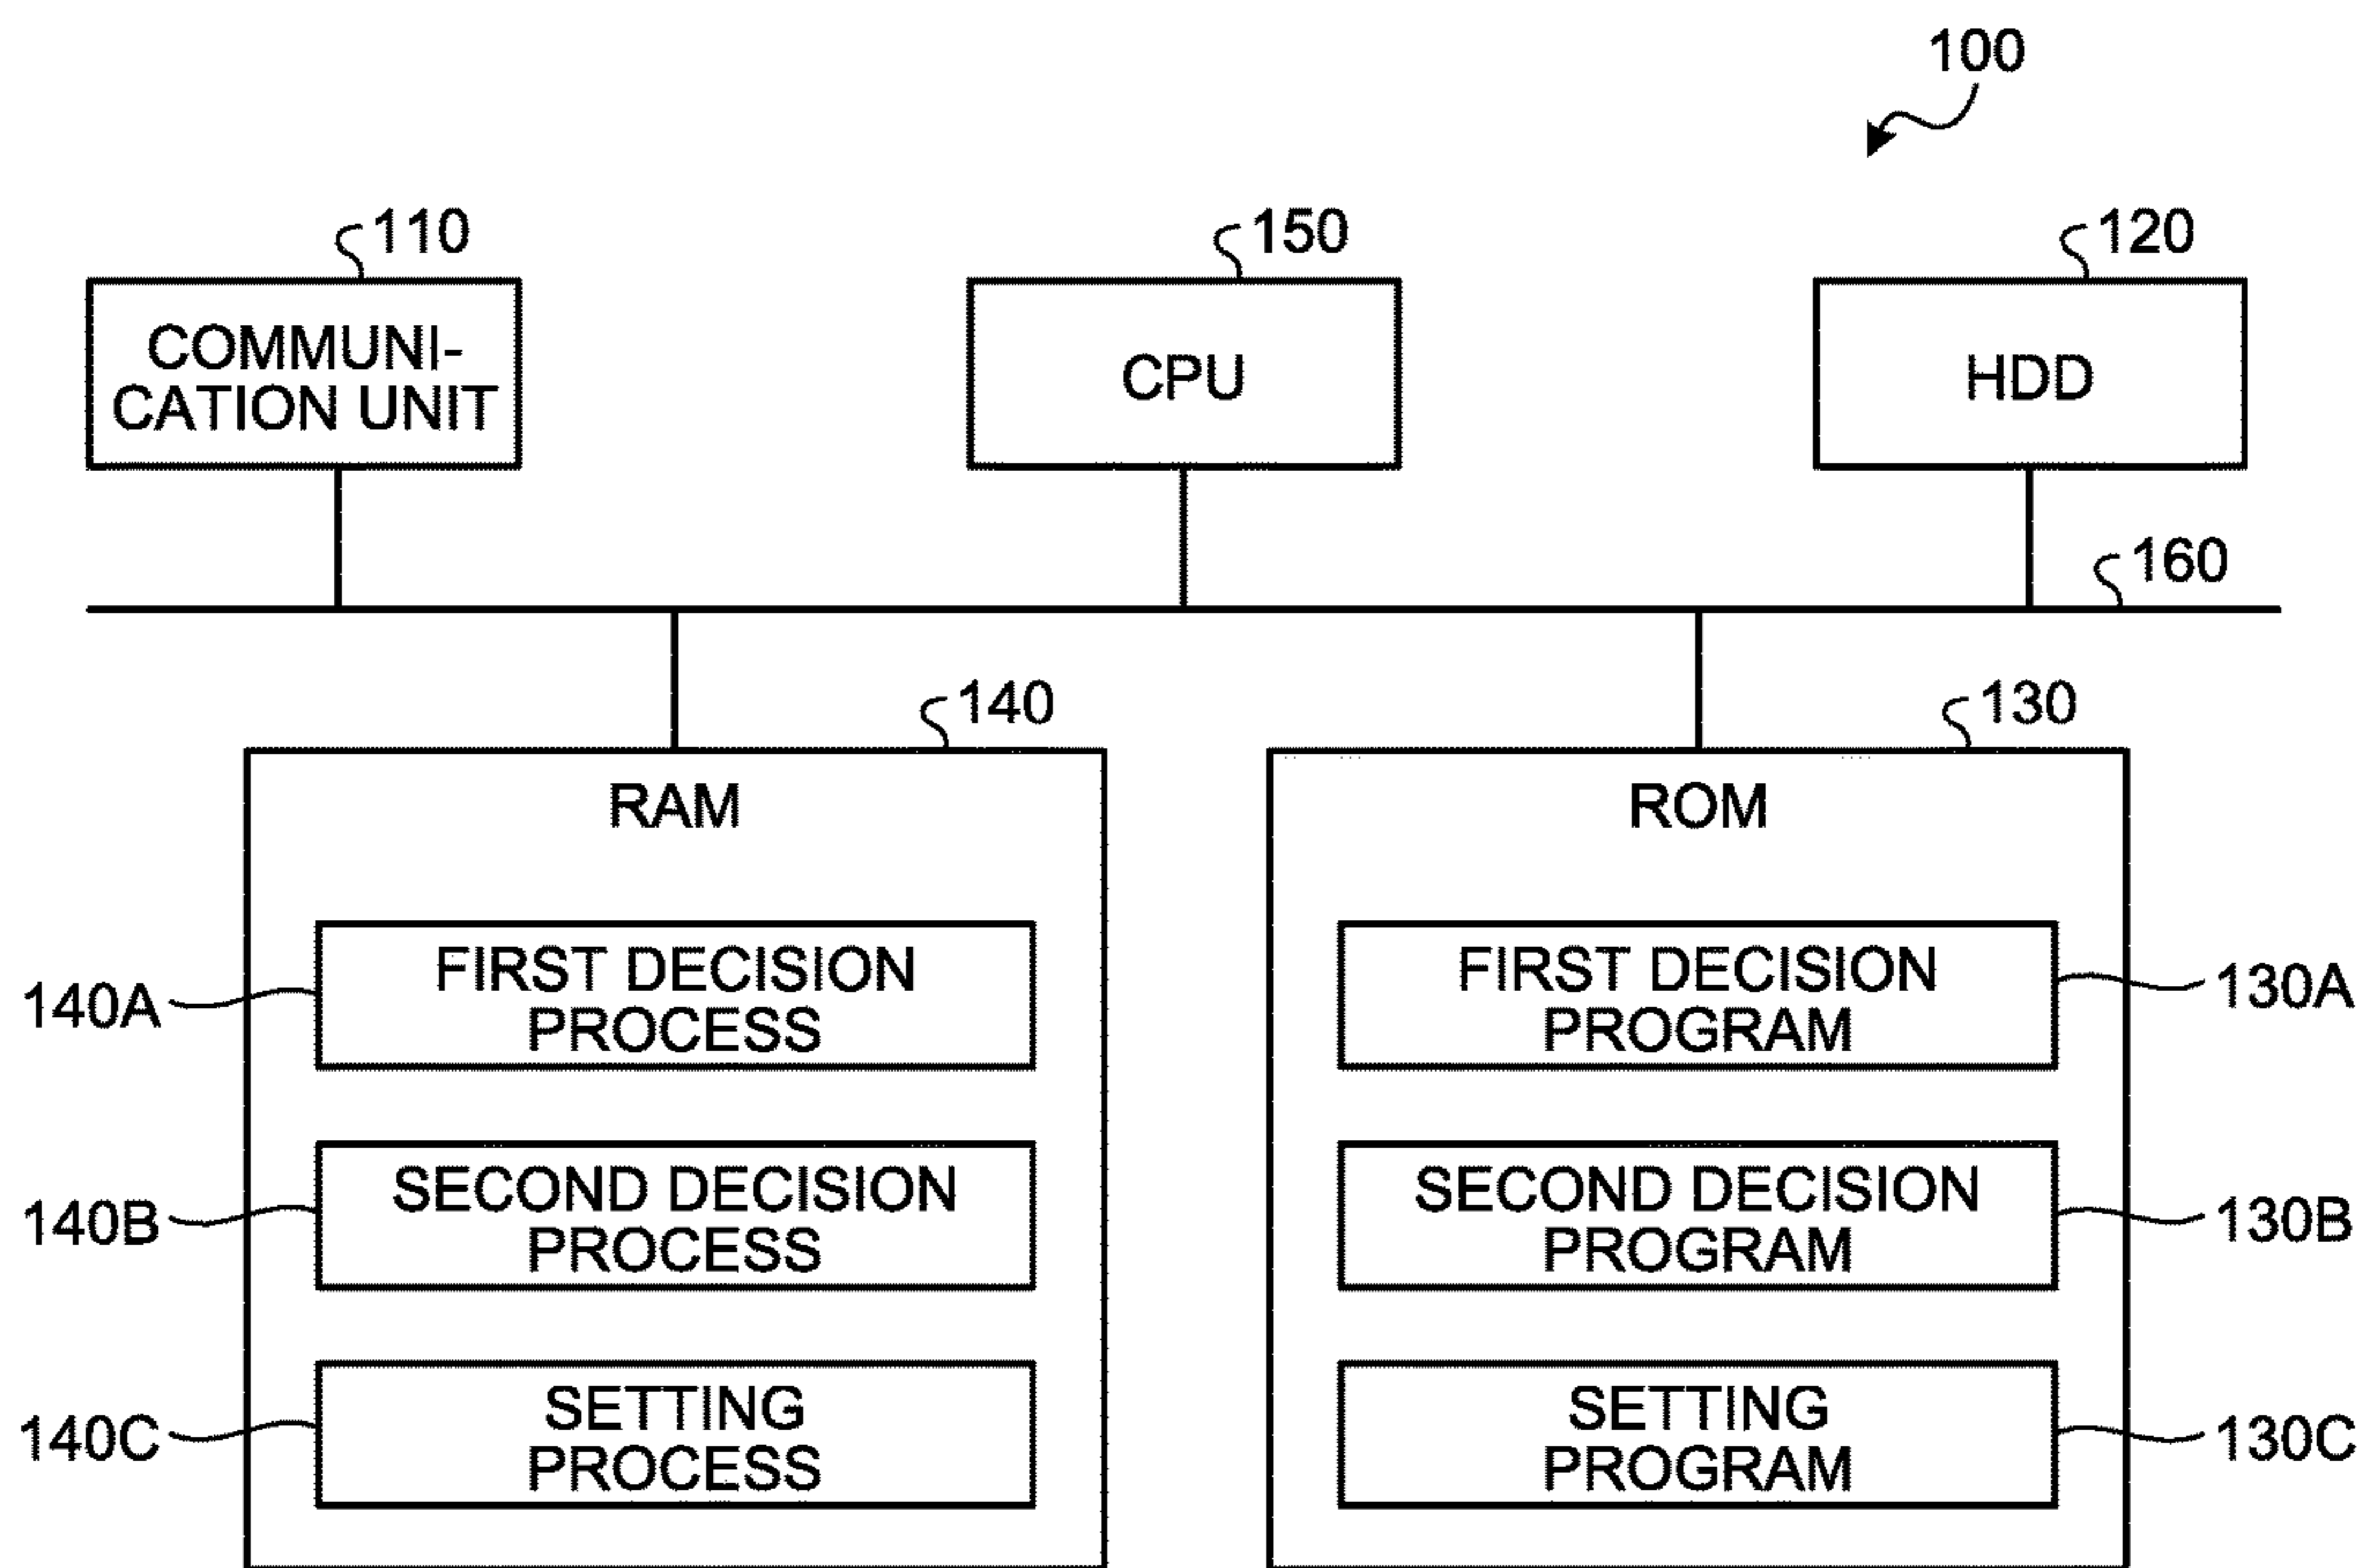 100
110
150
120
COMMUNI-
CATION UNIT
CPU
HDD
160
140
130
RAM
ROM
140A
FIRST DECISION
PROCESS
FIRST DECISION
PROGRAM
130A
140B
SECOND DECISION
PROCESS
SECOND DECISION
PROGRAM
130B
140C
SETTING
PROCESS
SETTING
PROGRAM
130C